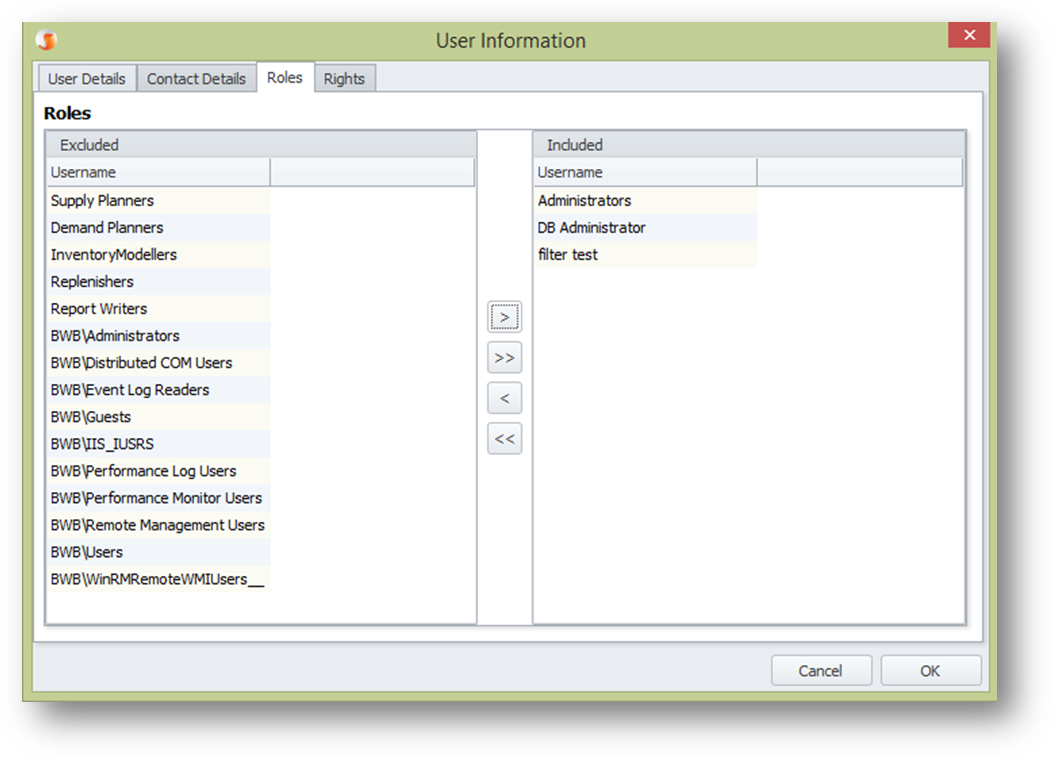 User Information
User Details Contact Details Roles Rights
Roles
Excluded
Username
Supply Planners
Demand Planners
InventoryModellers
Replenishers
Report Writers
BWB\Administrators
BWB\Distributed COM Users
BWB\Event Log Readers
BWB\Guests
BWB\IIS_IUSRS
BWB\Performance Log Users
BWB\Performance Monitor Users
BWB\Remote Management Users
BWB\Users
BWB\WinRMRemoteWMIUsers__
>
>>
<
<<
Included
Username
Administrators
DB Administrator
filter test
Cancel OK